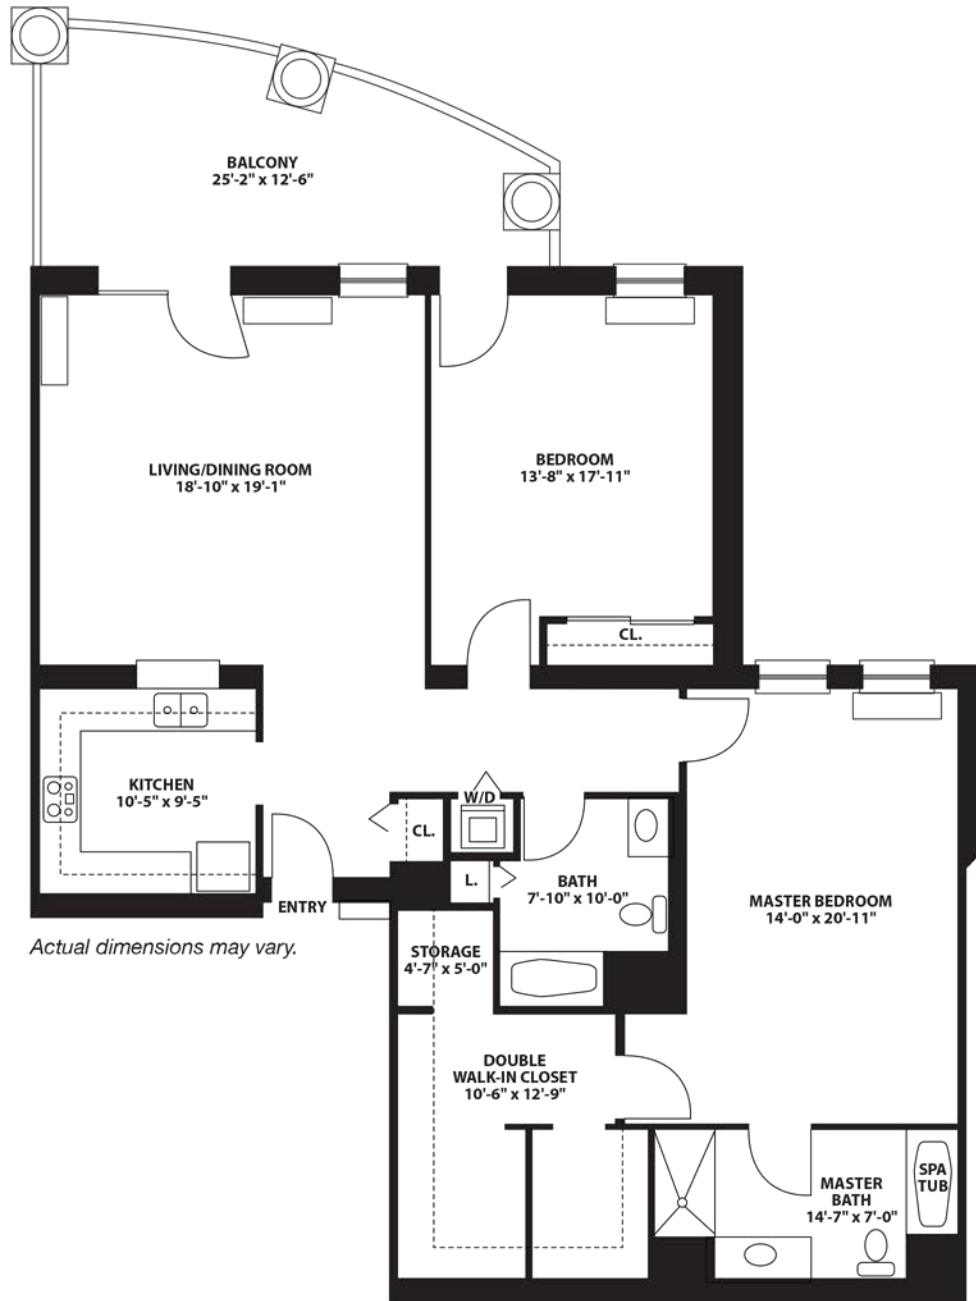 BALCONY
25'-2" x 12'-6"
LIVING/DINING ROOM
18'-10" x 19'-1"
BEDROOM
13'-8" x 17'-11"
CL.
KITCHEN
10'-5" x 9'-5"
W/D
CL.
L.
BATH
7'-10" x 10'-0"
ENTRY
MASTER BEDROOM
14'-0" x 20'-11"
Actual dimensions may vary.
STORAGE
4'-7" x 5'-0"
DOUBLE
WALK-IN CLOSET
10'-6" x 12'-9"
MASTER
BATH
14'-7" x 7'-0"
SPA
TUB